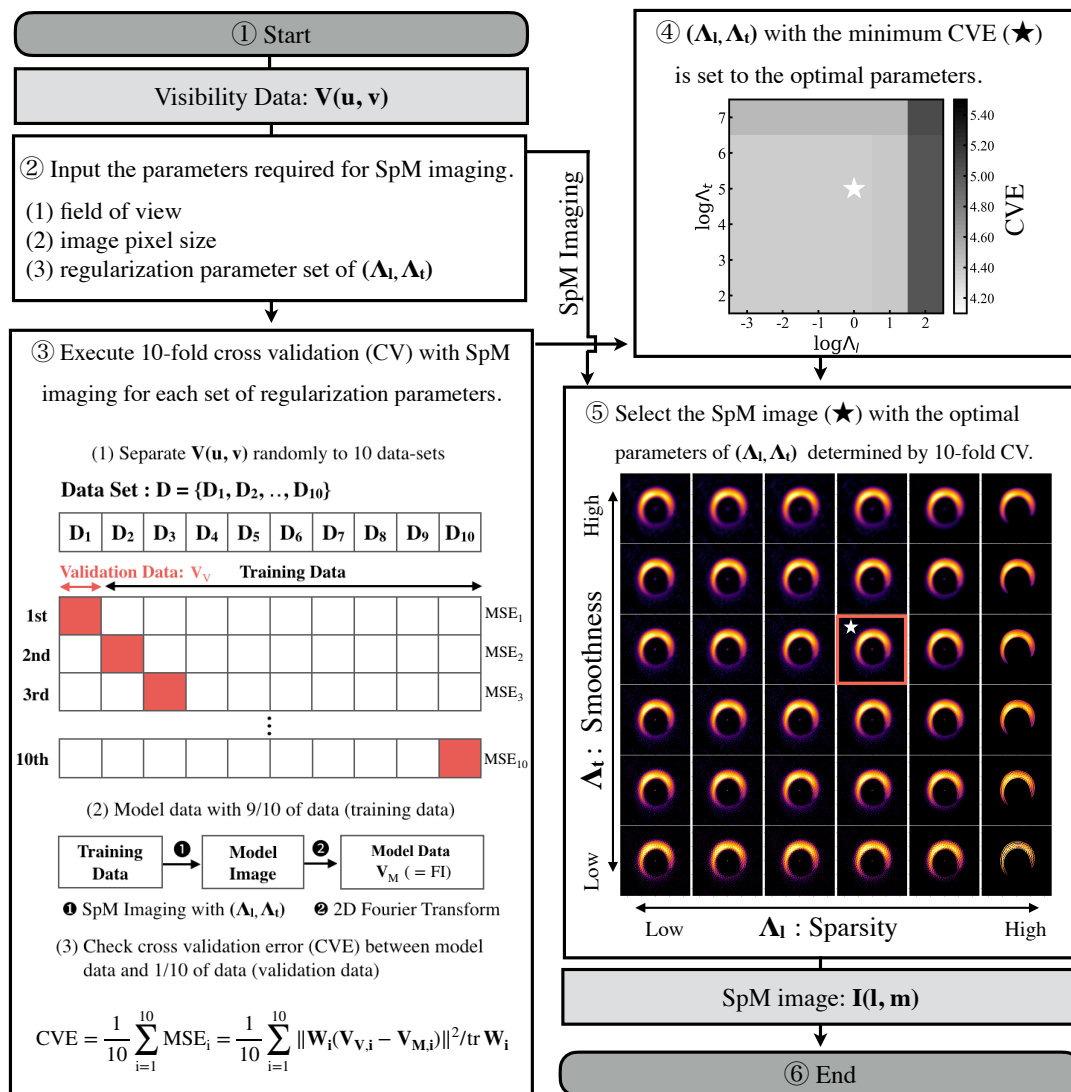 ① Start
Visibility Data: V(u, v)
② Input the parameters required for SpM imaging.
(1) field of view
(2) image pixel size
(3) regularization parameter set of (Λl, Λt)
SpM Imaging
③ Execute 10-fold cross validation (CV) with SpM
imaging for each set of regularization parameters.
(1) Separate V(u, v) randomly to 10 data-sets
Data Set : D = {D1, D2, .., D10}
D1 D2 D3 D4 D5 D6 D7 D8 D9 D10
Validation Data: VV Training Data
1st MSE1
2nd MSE2
3rd MSE3
⋮
10th MSE10
(2) Model data with 9/10 of data (training data)
❶ ❷
Training Data
Model Image
Model Data
VM ( = FI)
❶ SpM Imaging with (Λl, Λt) ❷ 2D Fourier Transform
(3) Check cross validation error (CVE) between model
data and 1/10 of data (validation data)
CVE = 1/10 ∑_{i=1}^{10} MSEi = 1/10 ∑_{i=1}^{10} ||Wi(VV,i − VM,i)||²/tr Wi
④ (Λl, Λt) with the minimum CVE (★)
is set to the optimal parameters.
7
6
5
4
3
2
logΛt
-3 -2 -1 0 1 2
logΛl
5.40
5.20
5.00
4.80
4.60
4.40
4.20
CVE
⑤ Select the SpM image (★) with the optimal
parameters of (Λl, Λt) determined by 10-fold CV.
High
Λt : Smoothness
Low
Low Λl : Sparsity High
SpM image: I(l, m)
⑥ End